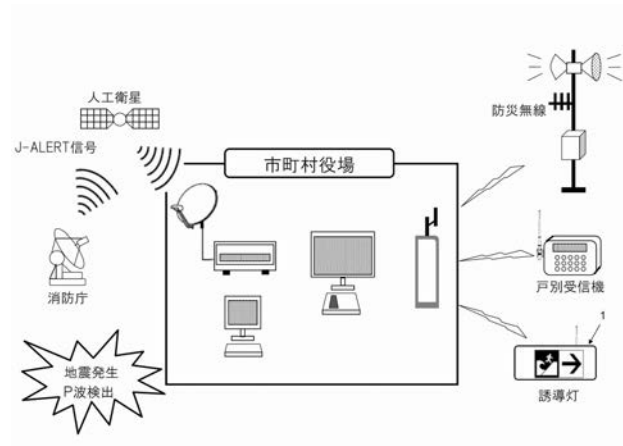 人工衛星
J-ALERT信号
消防庁
地震発生
P波検出
市町村役場
防災無線
戸別受信機
1
誘導灯